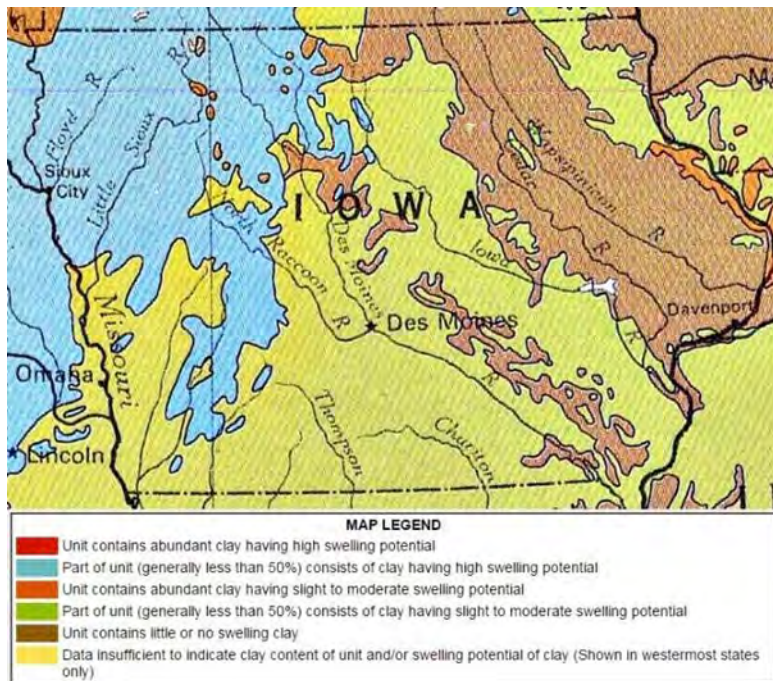 Floyd
R
Little
Sioux
R
Sioux
City
Wapsipinicon
R
Cedar
R
I O W A
North
Raccoon
R
Des Moines
R
Iowa
R
Davenport
Des Moines
Missouri
Omaha
Lincoln
Thompson
Chariton
MAP LEGEND
Unit contains abundant clay having high swelling potential
Part of unit (generally less than 50%) consists of clay having high swelling potential
Unit contains abundant clay having slight to moderate swelling potential
Part of unit (generally less than 50%) consists of clay having slight to moderate swelling potential
Unit contains little or no swelling clay
Data insufficient to indicate clay content of unit and/or swelling potential of clay (Shown in westermost states
only)